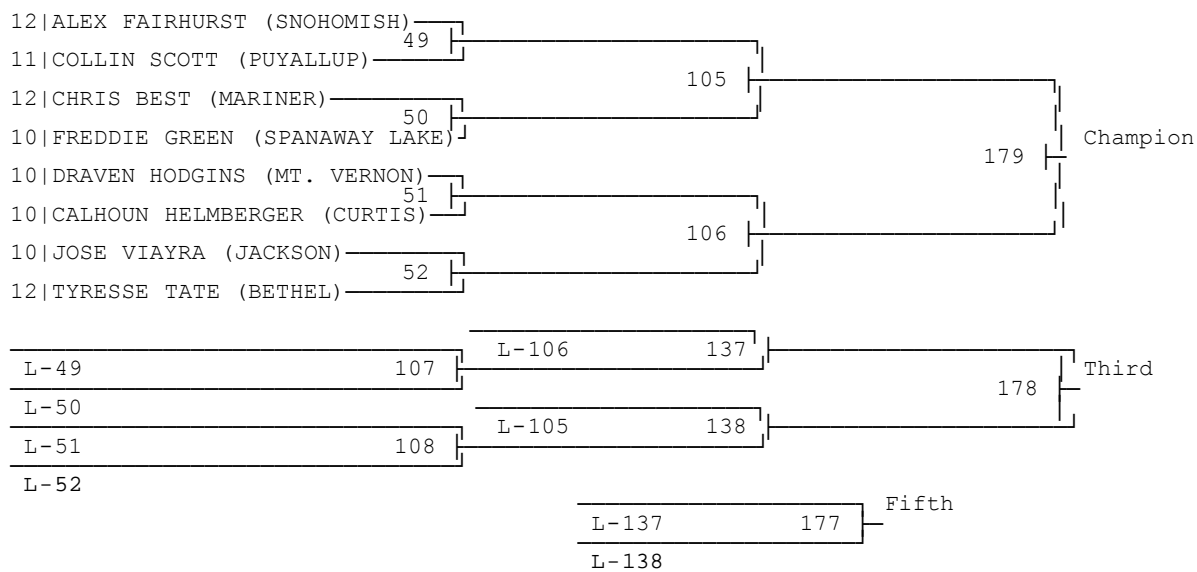 12|ALEX FAIRHURST (SNOHOMISH)
49
11|COLLIN SCOTT (PUYALLUP)
105
12|CHRIS BEST (MARINER)
50
10|FREDDIE GREEN (SPANAWAY LAKE)
179
Champion
10|DRAVEN HODGINS (MT. VERNON)
51
10|CALHOUN HELMBERGER (CURTIS)
106
10|JOSE VIAYRA (JACKSON)
52
12|TYRESSE TATE (BETHEL)
L-106 137
L-49 107
178 Third
L-50
L-105 138
L-51 108
L-52
Fifth
L-137 177
L-138